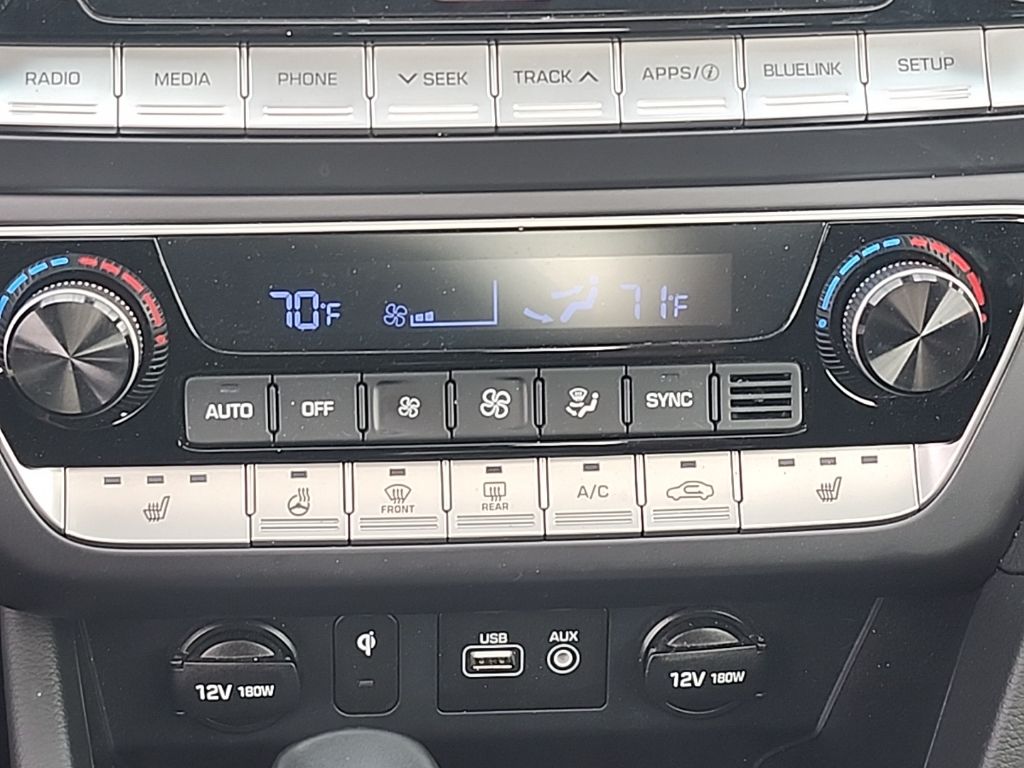 RADIO
MEDIA
PHONE
SEEK
TRACK
APPS/i
BLUELINK
SETUP
70°F
71°F
AUTO
OFF
SYNC
FRONT
REAR
A/C
12V 180W
qi
USB
AUX
12V 180W